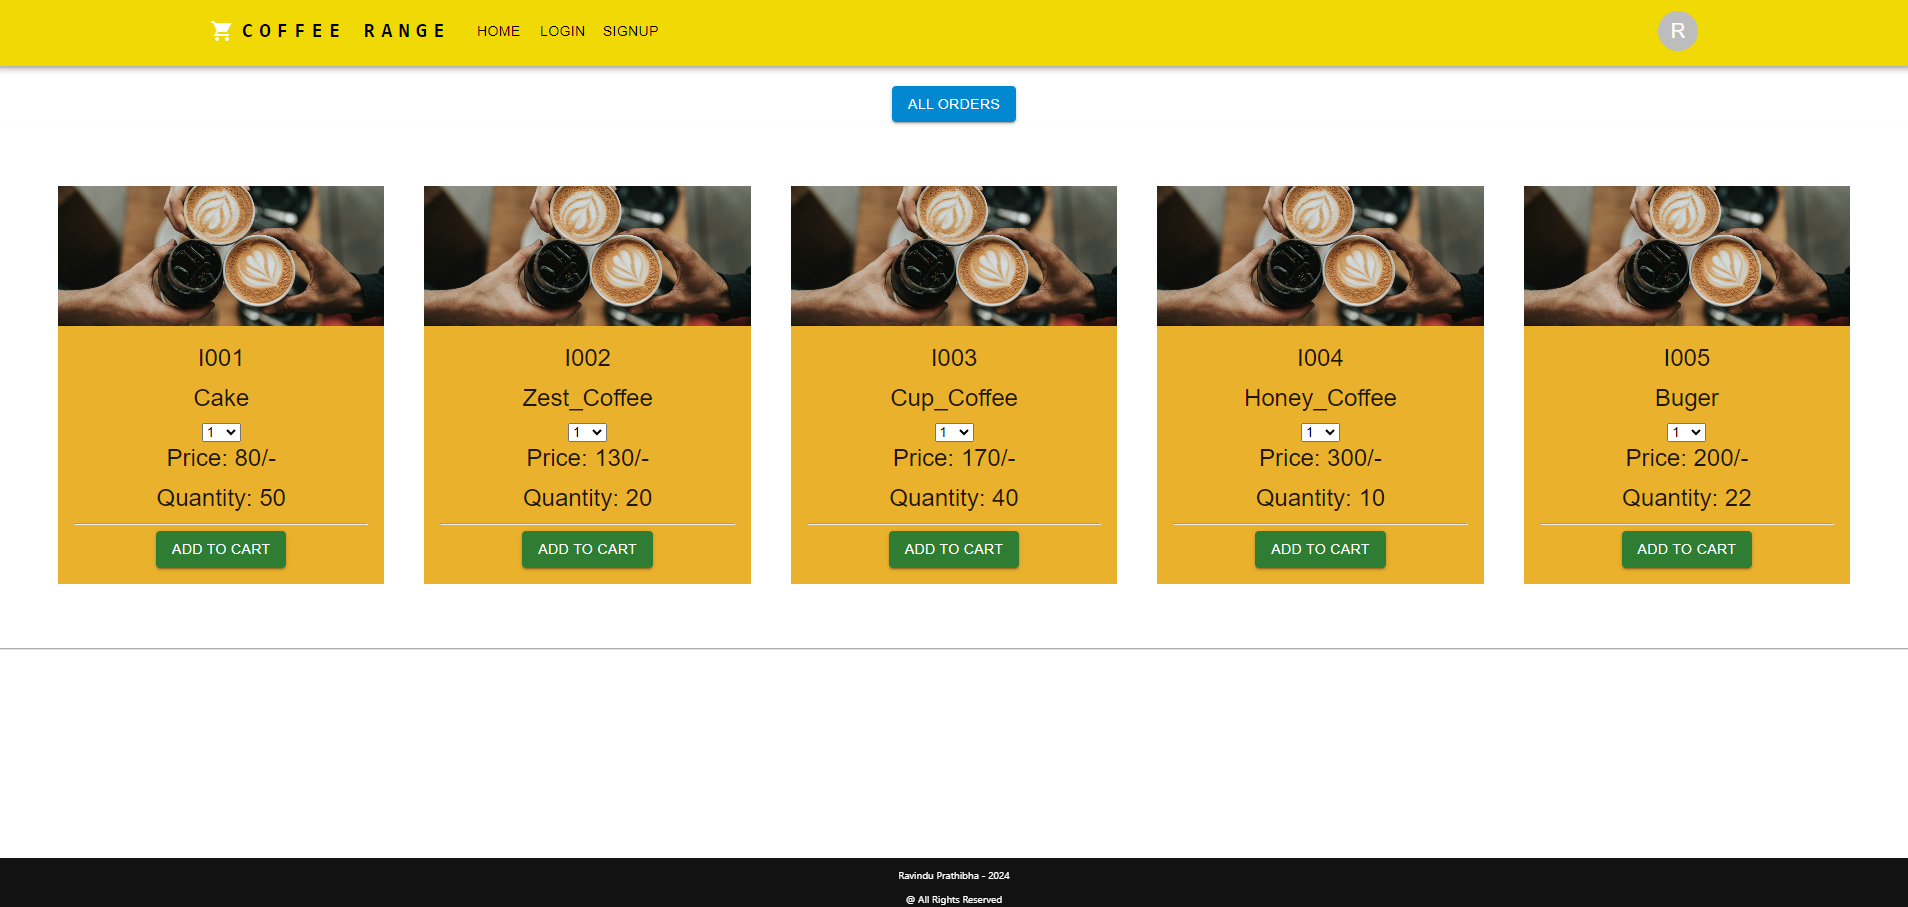 COFFEE RANGE HOME LOGIN SIGNUP R
ALL ORDERS
I001
Cake
1
Price: 80/-
Quantity: 50
ADD TO CART
I002
Zest_Coffee
1
Price: 130/-
Quantity: 20
ADD TO CART
I003
Cup_Coffee
1
Price: 170/-
Quantity: 40
ADD TO CART
I004
Honey_Coffee
1
Price: 300/-
Quantity: 10
ADD TO CART
I005
Buger
1
Price: 200/-
Quantity: 22
ADD TO CART
Ravindu Prathibha - 2024
@ All Rights Reserved